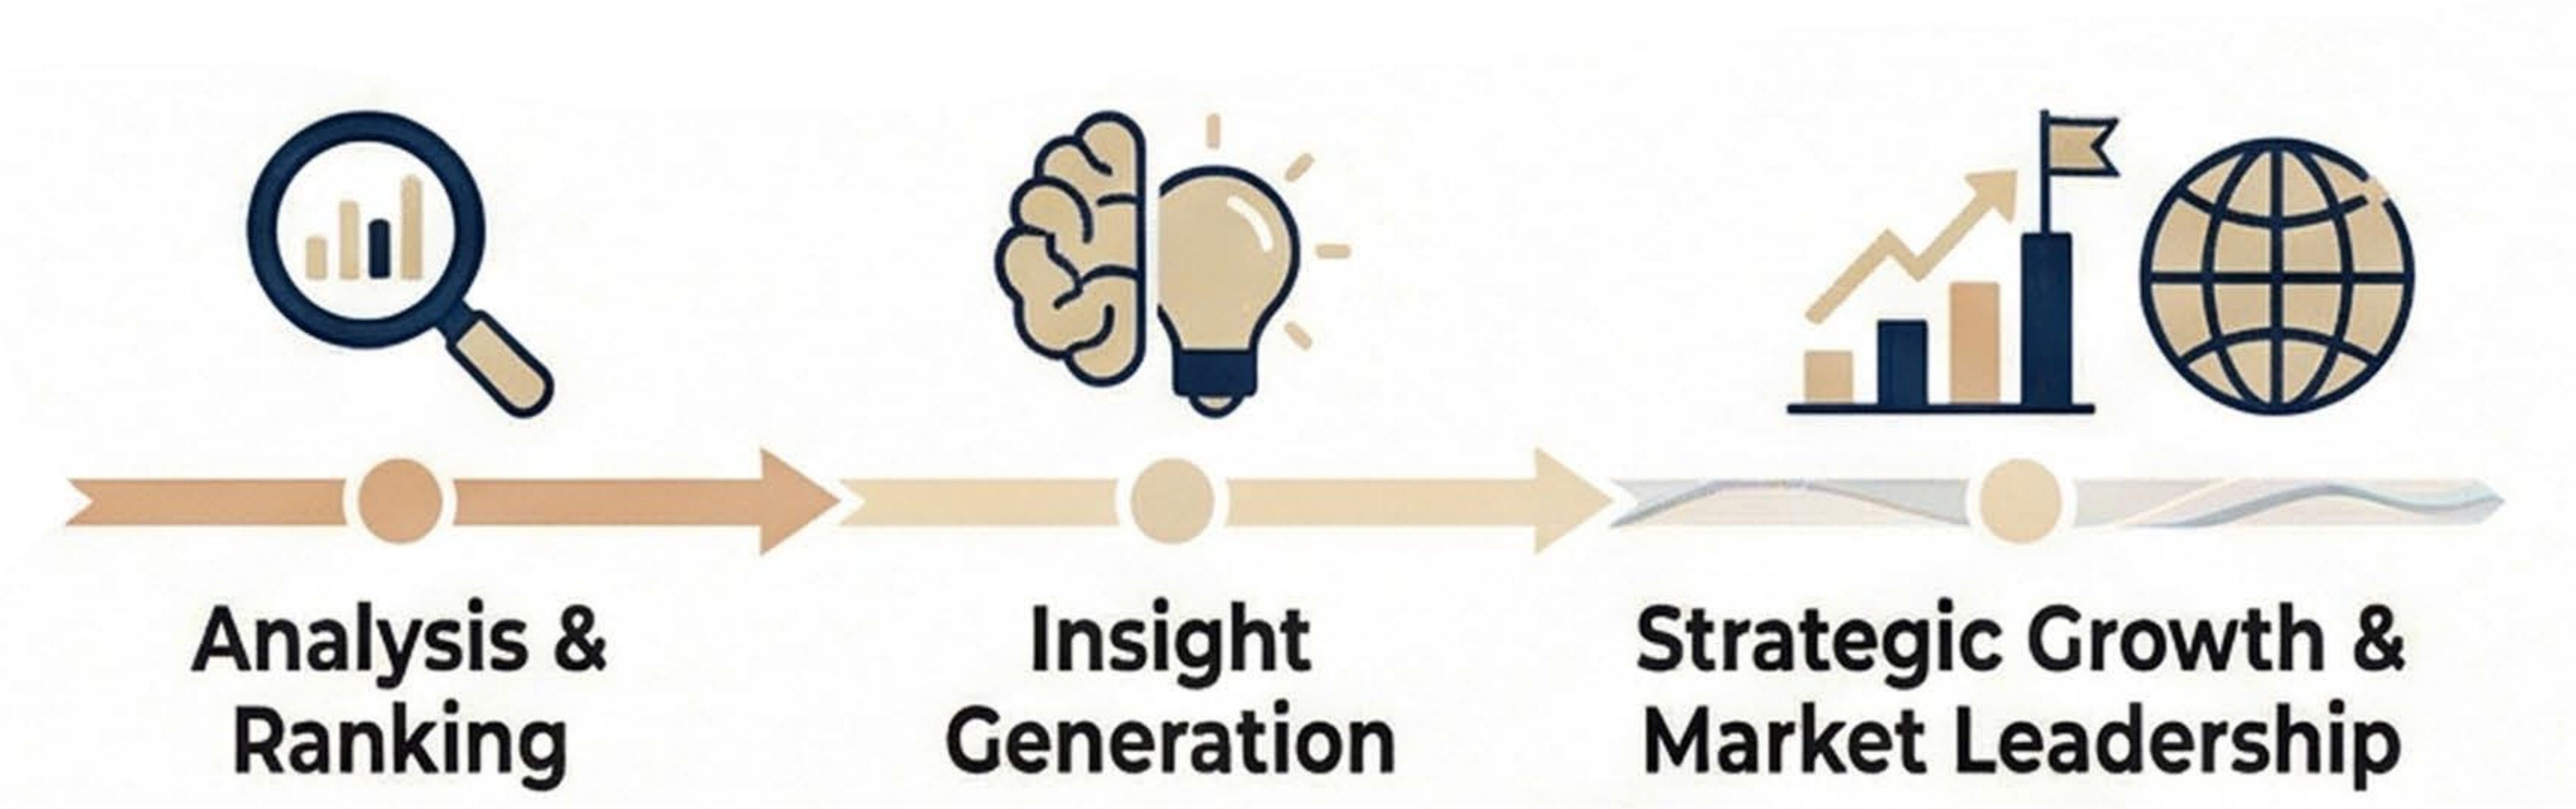 Analysis &
Ranking
Insight
Generation
Strategic Growth &
Market Leadership